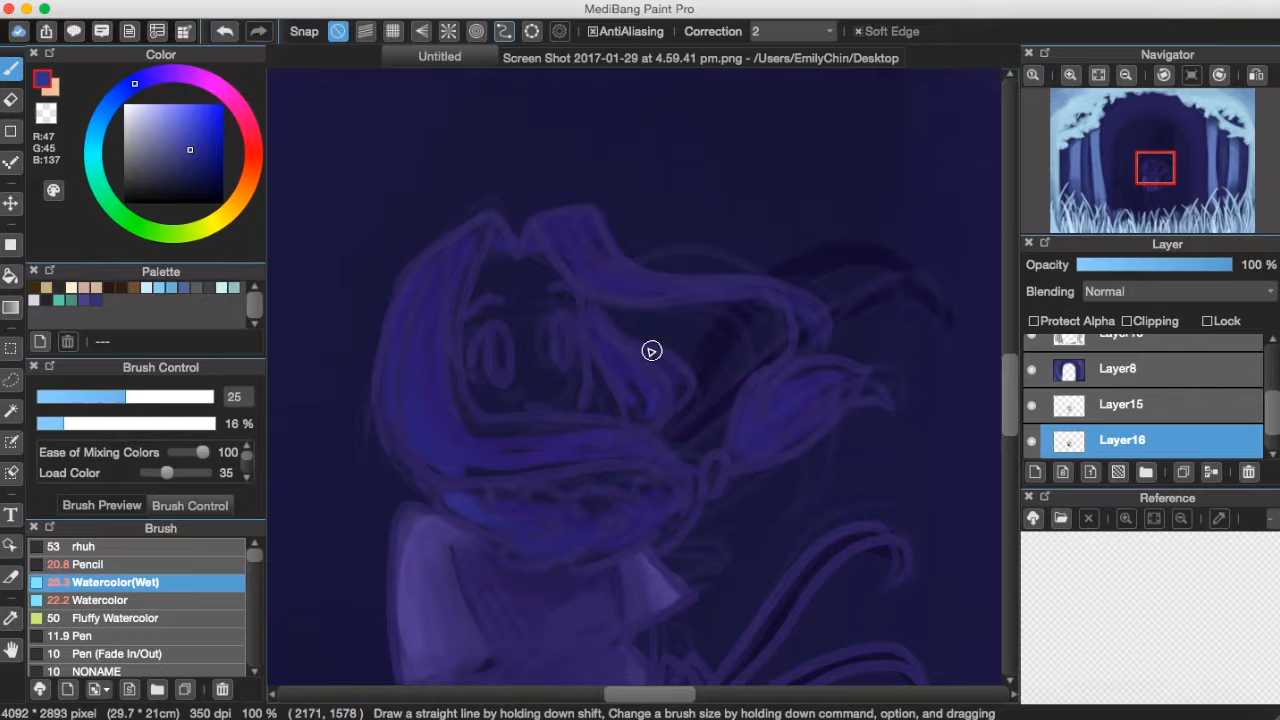 MediBang Paint Pro
Snap
AntiAliasing Correction 2 Soft Edge
Untitled Screen Shot 2017-01-29 at 4.59.41 pm.png - /Users/EmilyChin/Desktop
Color
R:47
G:45
B:137
Palette
---
Brush Control
25
16 %
Ease of Mixing Colors 100
Load Color 35
Brush Preview Brush Control
Brush
53 rhuh
20.8 Pencil
25.3 Watercolor(Wet)
22.2 Watercolor
50 Fluffy Watercolor
11.9 Pen
10 Pen (Fade In/Out)
10 NONAME
T
Navigator
Layer
Opacity 100 %
Blending Normal
Protect Alpha Clipping Lock
Layer8
Layer15
Layer16
Reference
4092 * 2893 pixel (29.7 * 21cm) 350 dpi 100 % ( 2171, 1578 ) Draw a straight line by holding down shift, Change a brush size by holding down command, option, and dragging